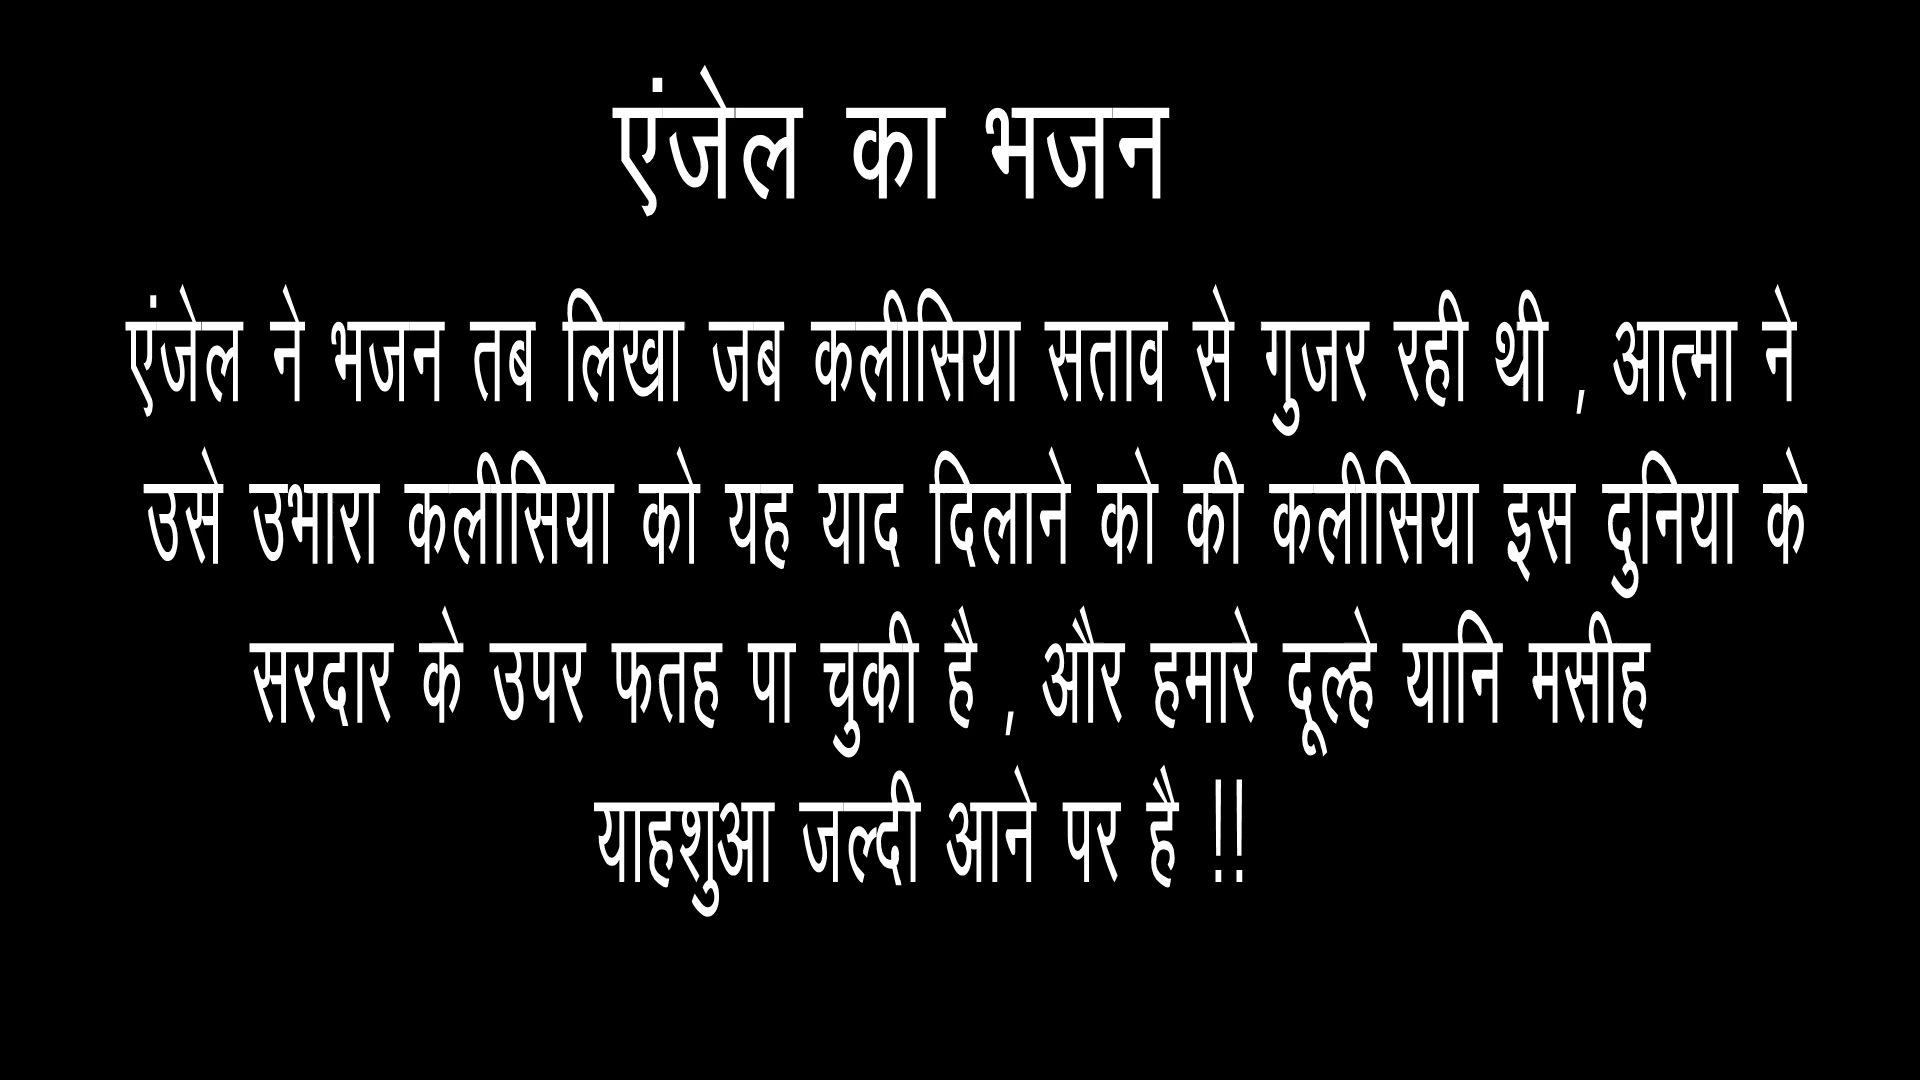 एंजेल का भजन
एंजेल ने भजन तब लिखा जब कलीसिया सताव से गुजर रही थी , आत्मा ने
उसे उभारा कलीसिया को यह याद दिलाने को की कलीसिया इस दुनिया के
सरदार के उपर फतह पा चुकी है , और हमारे दूल्हे यानि मसीह
याहशुआ जल्दी आने पर है !!